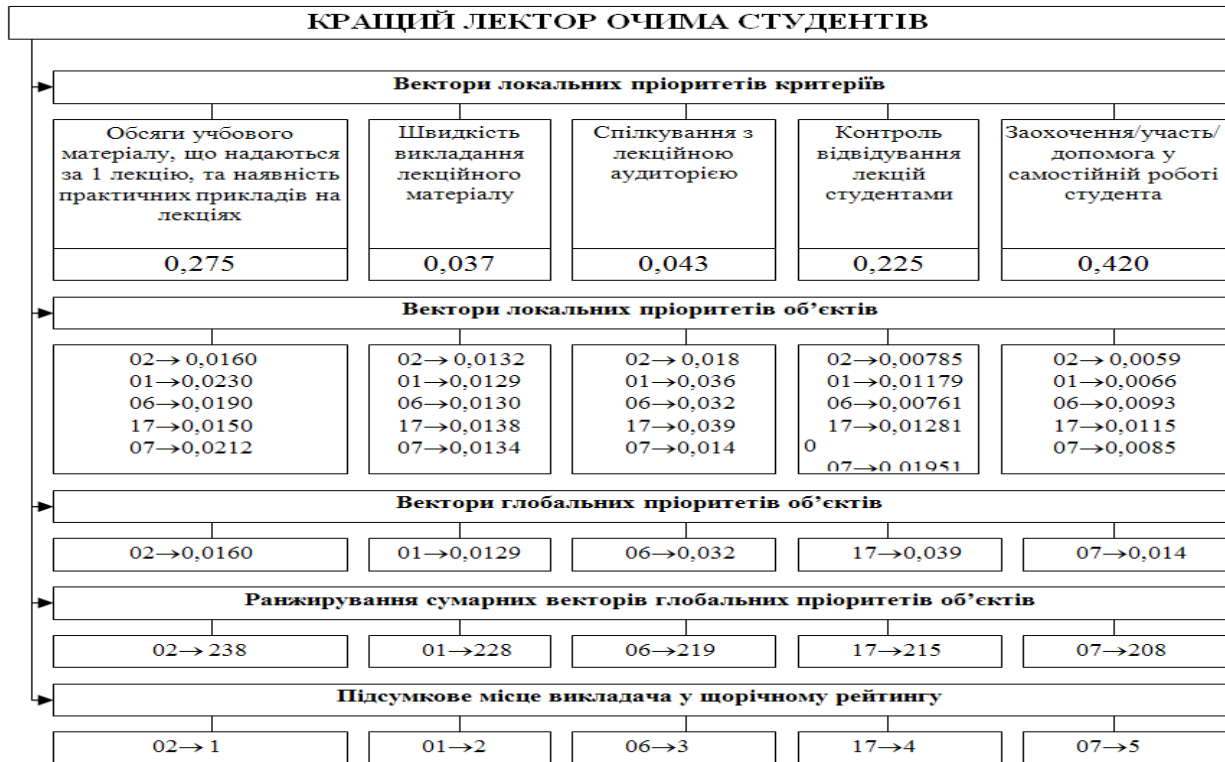 КРАЩИЙ ЛЕКТОР ОЧИМА СТУДЕНТІВ
Вектори локальних пріоритетів критеріїв
Обсяги учбового
матеріалу, що надаються
за 1 лекцію, та наявність
практичних прикладів на
лекціях
0,275
Швидкість
викладання
лекційного
матеріалу
0,037
Спілкування з
лекційною
аудиторією
0,043
Контроль
відвідування
лекцій
студентами
0,225
Заохочення/участь/
допомога у
самостійній роботі
студента
0,420
Вектори локальних пріоритетів об’єктів
02→0,0160
01→0,0230
06→0,0190
17→0,0150
07→0,0212
02→0,0132
01→0,0129
06→0,0130
17→0,0138
07→0,0134
02→0,018
01→0,036
06→0,032
17→0,039
07→0,014
02→0,00785
01→0,01179
06→0,00761
17→0,01281
0
07→0,01951
02→0,0059
01→0,0066
06→0,0093
17→0,0115
07→0,0085
Вектори глобальних пріоритетів об’єктів
02→0,0160
01→0,0129
06→0,032
17→0,039
07→0,014
Ранжирування сумарних векторів глобальних пріоритетів об’єктів
02→238
01→228
06→219
17→215
07→208
Підсумкове місце викладача у щорічному рейтингу
02→1
01→2
06→3
17→4
07→5